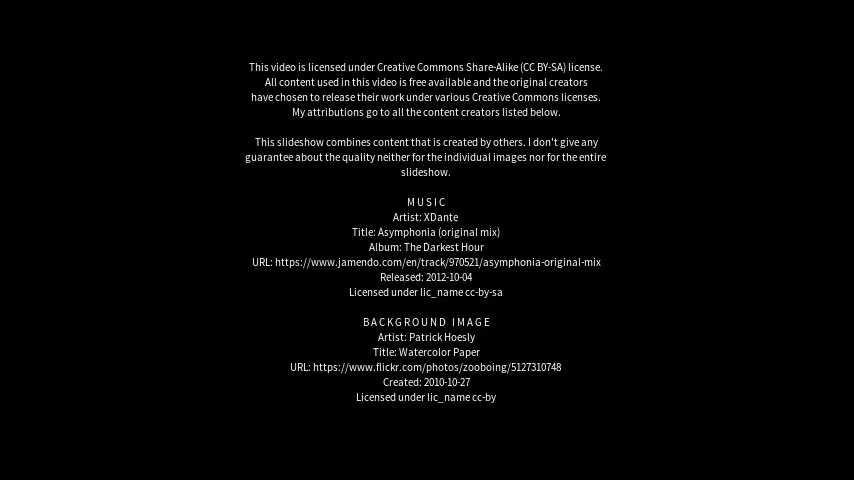 This video is licensed under Creative Commons Share-Alike (CC BY-SA) license.
All content used in this video is free available and the original creators
have chosen to release their work under various Creative Commons licenses.
My attributions go to all the content creators listed below.
This slideshow combines content that is created by others. I don't give any
guarantee about the quality neither for the individual images nor for the entire
slideshow.
MUSIC
Artist: XDante
Title: Asymphonia (original mix)
Album: The Darkest Hour
URL: https://www.jamendo.com/en/track/970521/asymphonia-original-mix
Released: 2012-10-04
Licensed under lic_name cc-by-sa
BACKGROUND IMAGE
Artist: Patrick Hoesly
Title: Watercolor Paper
URL: https://www.flickr.com/photos/zooboing/5127310748
Created: 2010-10-27
Licensed under lic_name cc-by